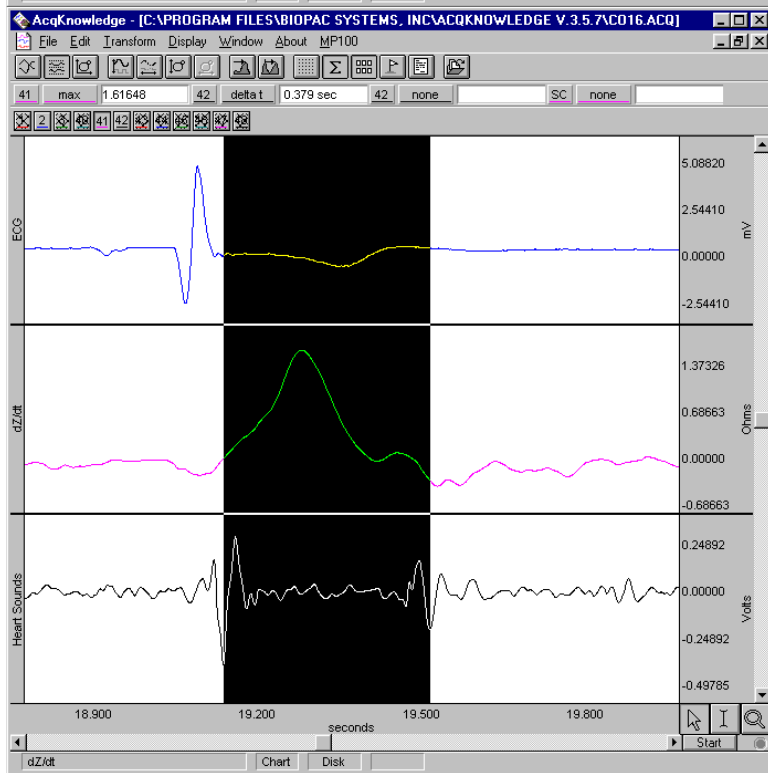 AcqKnowledge - [C:\PROGRAM FILES\BIOPAC SYSTEMS, INC\ACQKNOWLEDGE V.3.5.7\CO16.ACQ]
File Edit Transform Display Window About MP100
41 max 1.61648 42 delta t 0.379 sec 42 none SC none
2 41 42
ECG
5.08820
2.54410
0.00000
-2.54410
mV
dZ/dt
1.37326
0.68663
0.00000
-0.68663
Ohms
Heart Sounds
0.24892
0.00000
-0.24892
-0.49785
Volts
18.900 19.200 19.500 19.800
seconds
Start
dZ/dt Chart Disk